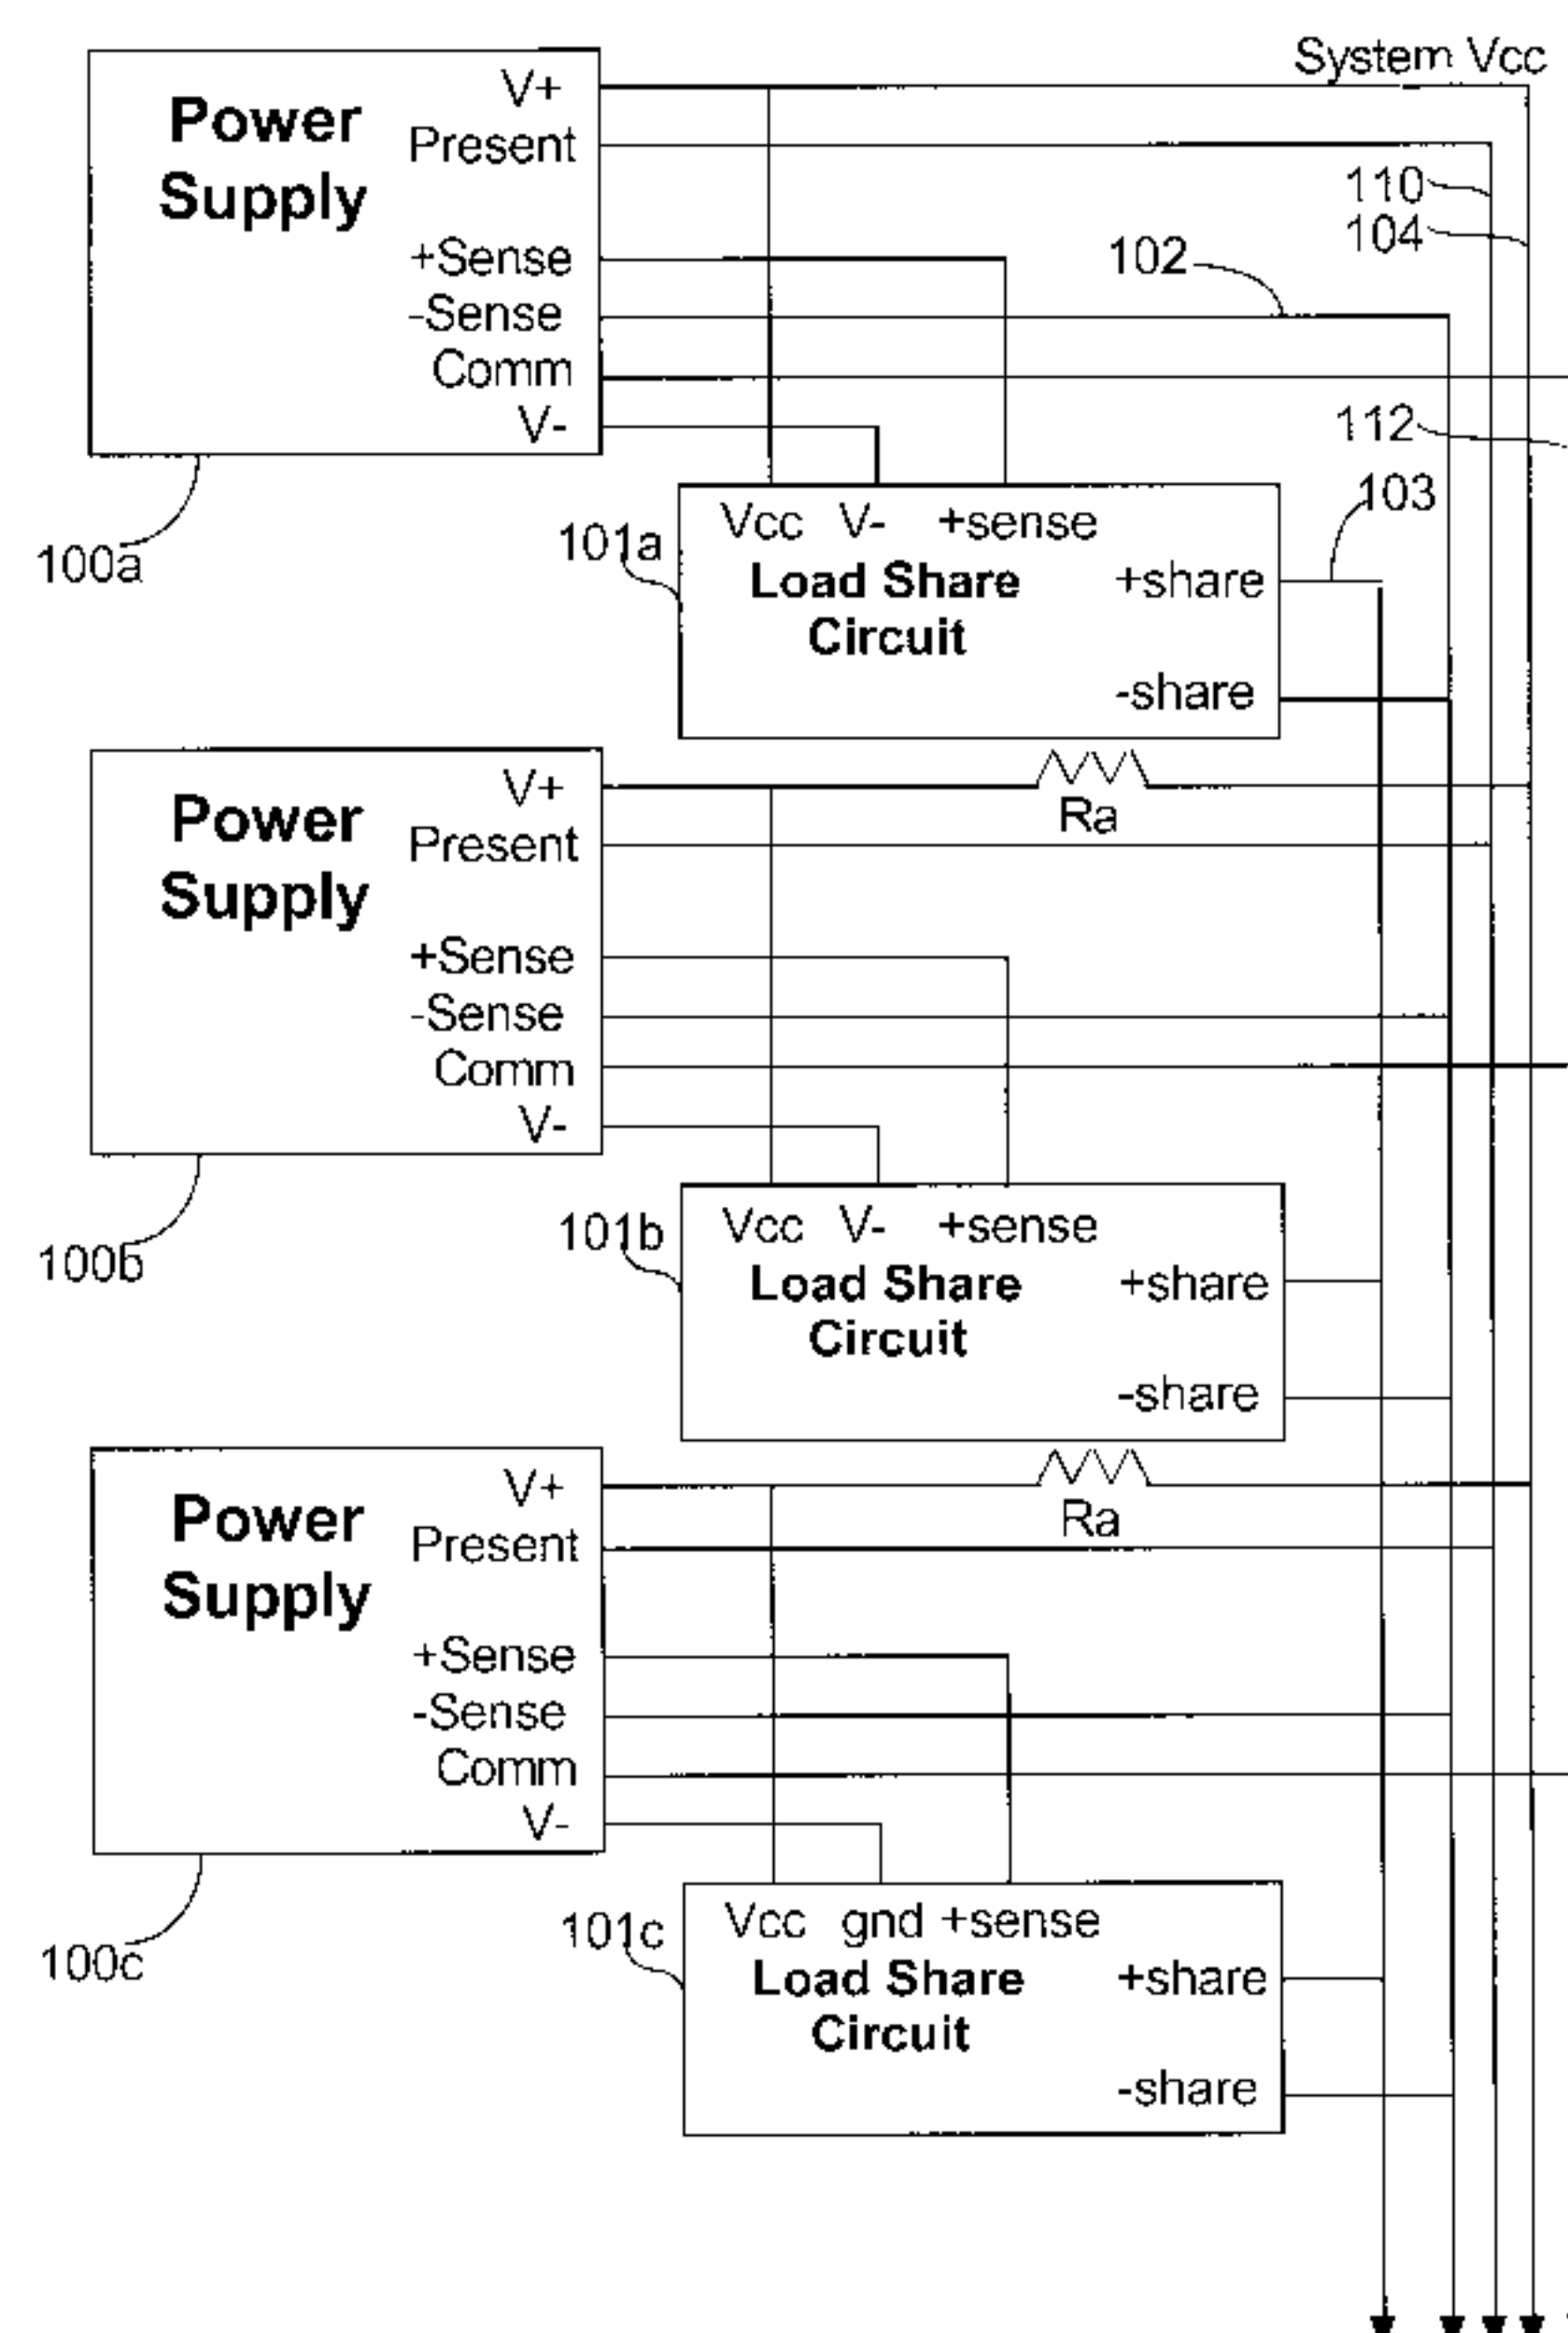 System Vcc
V+
Power
Supply
Present
110
104
+Sense
102
-Sense
Comm
112
V-
103
100a
101a
Vcc V- +sense
Load Share
Circuit
+share
-share
V+
Ra
Power
Supply
Present
+Sense
-Sense
Comm
V-
100b
101b
Vcc V- +sense
Load Share
Circuit
+share
-share
V+
Ra
Power
Supply
Present
+Sense
-Sense
Comm
V-
100c
101c
Vcc gnd +sense
Load Share
Circuit
+share
-share